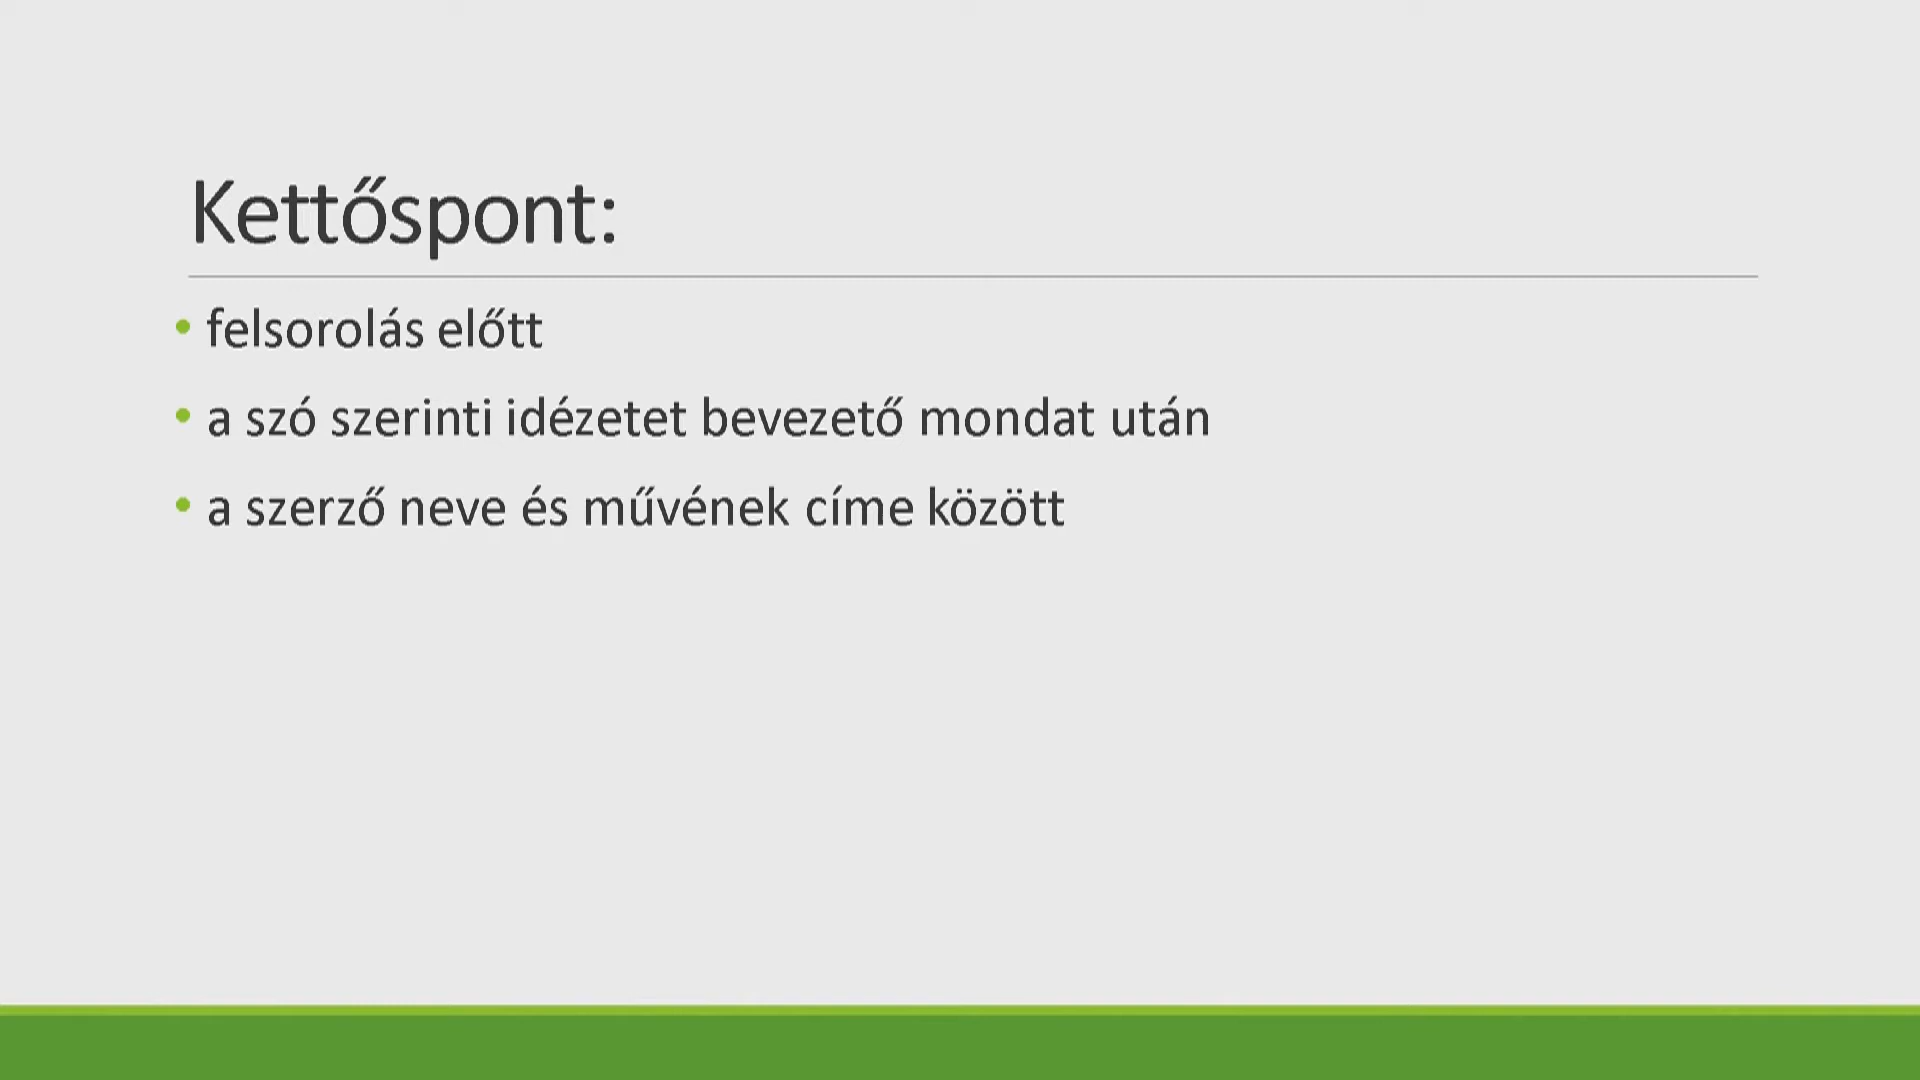 Kettőspont:
• felsorolás előtt
• a szó szerinti idézetet bevezető mondat után
• a szerző neve és művének címe között